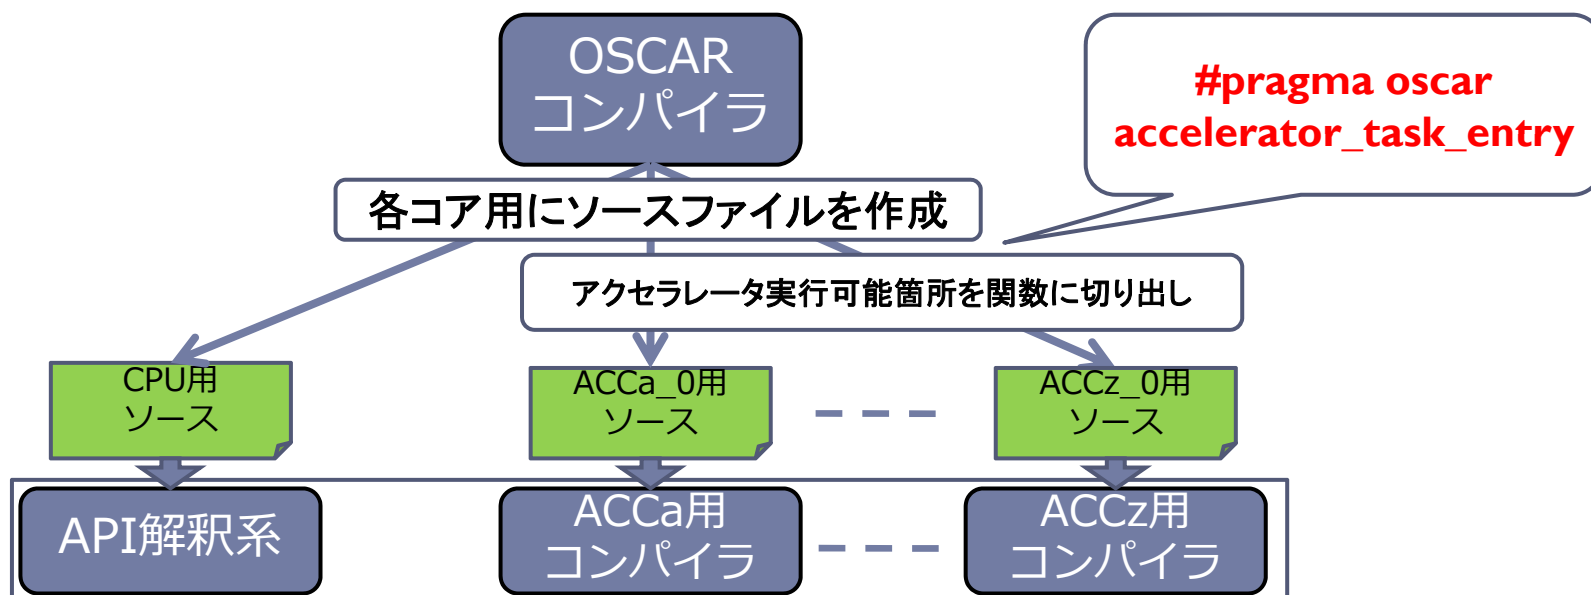 OSCAR
コンパイラ
#pragma oscar
accelerator_task_entry
各コア用にソースファイルを作成
アクセラレータ実行可能箇所を関数に切り出し
CPU用
ソース
ACCa_0用
ソース
ACCz_0用
ソース
API解釈系
ACCa用
コンパイラ
ACCz用
コンパイラ